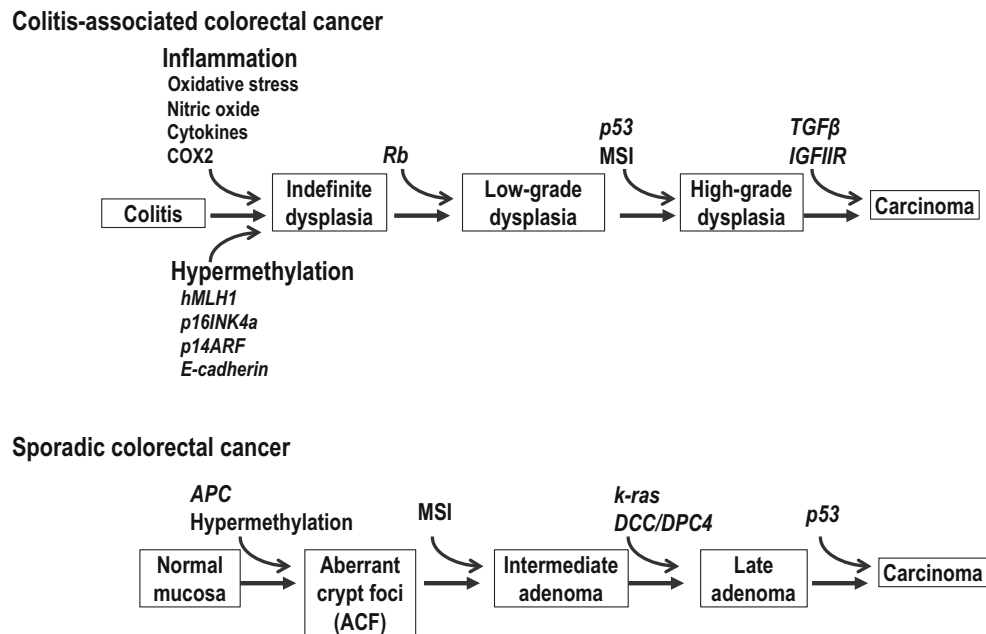 Colitis-associated colorectal cancer
Inflammation
Oxidative stress
Nitric oxide
Cytokines
COX2
Rb
p53
MSI
TGFβ
IGFIIR
Colitis
Indefinite
dysplasia
Low-grade
dysplasia
High-grade
dysplasia
Carcinoma
Hypermethylation
hMLH1
p16INK4a
p14ARF
E-cadherin
Sporadic colorectal cancer
APC
Hypermethylation
MSI
k-ras
DCC/DPC4
p53
Normal
mucosa
Aberrant
crypt foci
(ACF)
Intermediate
adenoma
Late
adenoma
Carcinoma